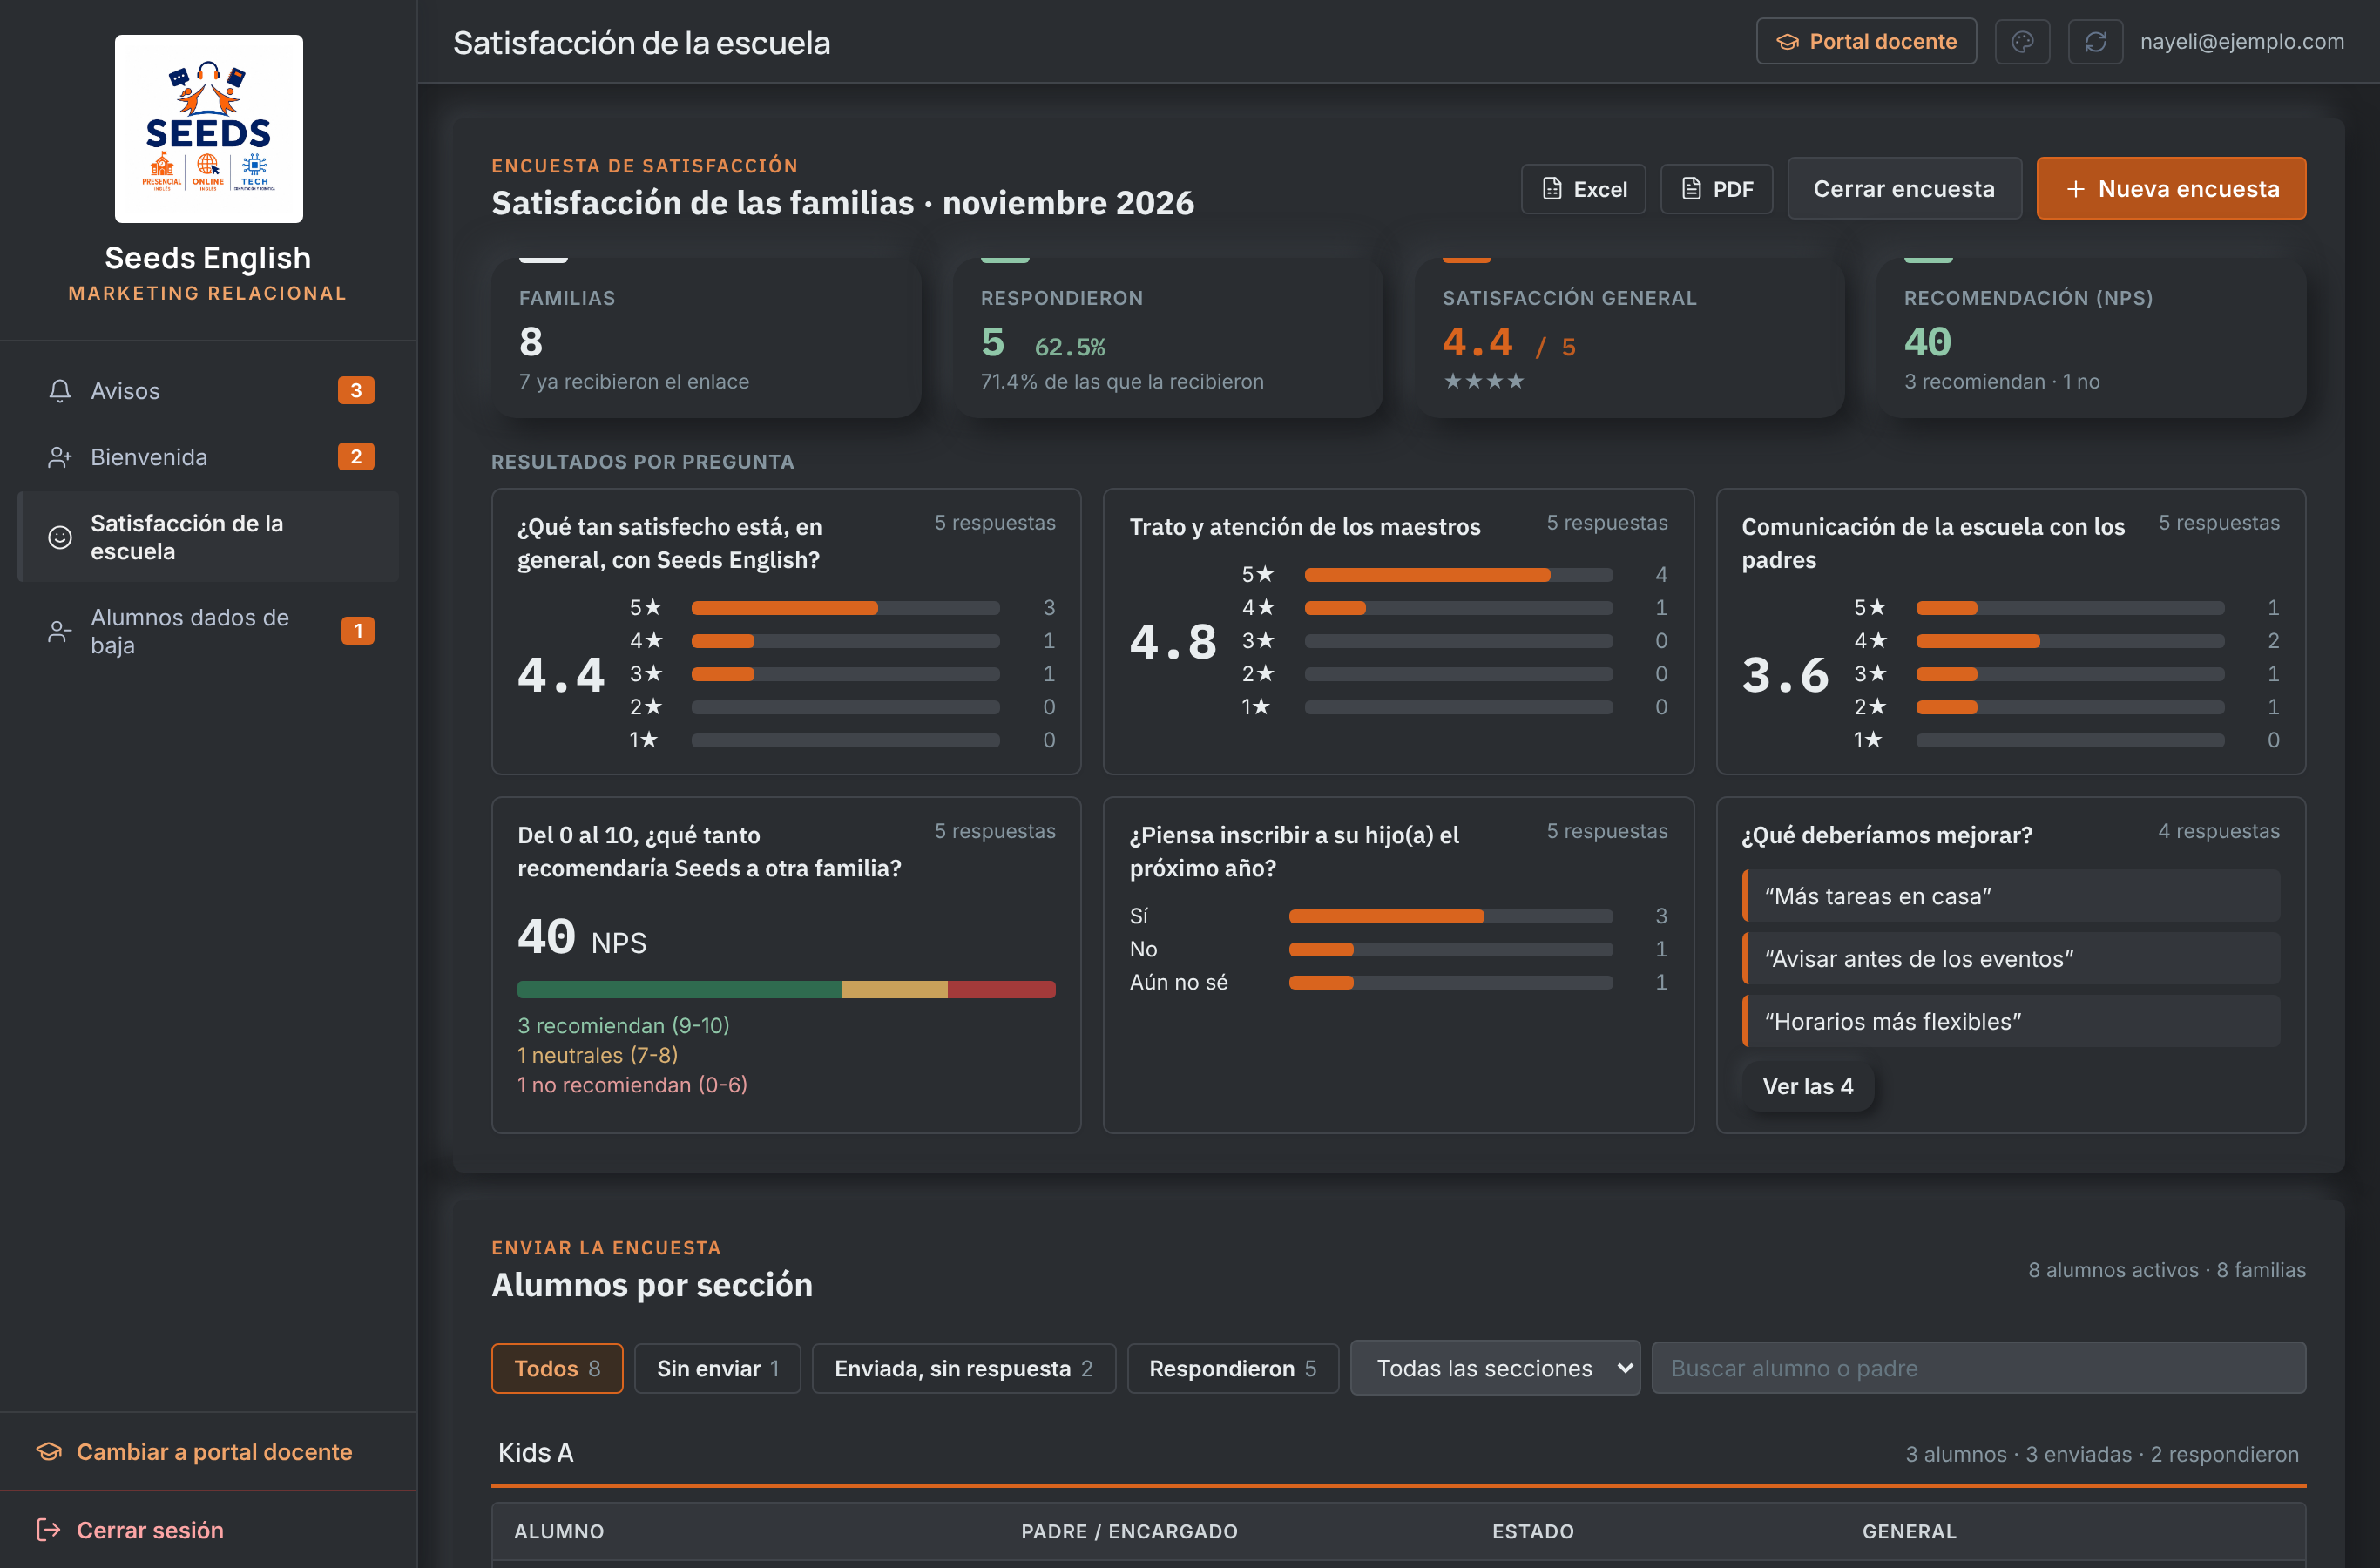 SEEDS
PRESENCIAL
INGLÉS
ONLINE
INGLÉS
TECH
Seeds English
MARKETING RELACIONAL
Avisos 3
Bienvenida 2
Satisfacción de la
escuela
Alumnos dados de
baja 1
Cambiar a portal docente
Cerrar sesión
Satisfacción de la escuela
Portal docente
nayeli@ejemplo.com
ENCUESTA DE SATISFACCIÓN
Satisfacción de las familias · noviembre 2026
Excel
PDF
Cerrar encuesta
+ Nueva encuesta
FAMILIAS
8
7 ya recibieron el enlace
RESPONDIERON
5 62.5%
71.4% de las que la recibieron
SATISFACCIÓN GENERAL
4.4 / 5
★★★★
RECOMENDACIÓN (NPS)
40
3 recomiendan · 1 no
RESULTADOS POR PREGUNTA
¿Qué tan satisfecho está, en
general, con Seeds English?
5 respuestas
4.4
5★ 3
4★ 1
3★ 1
2★ 0
1★ 0
Trato y atención de los maestros
5 respuestas
4.8
5★ 4
4★ 1
3★ 0
2★ 0
1★ 0
Comunicación de la escuela con los
padres
5 respuestas
3.6
5★ 1
4★ 2
3★ 1
2★ 1
1★ 0
Del 0 al 10, ¿qué tanto
recomendaría Seeds a otra familia?
5 respuestas
40 NPS
3 recomiendan (9-10)
1 neutrales (7-8)
1 no recomiendan (0-6)
¿Piensa inscribir a su hijo(a) el
próximo año?
5 respuestas
Sí 3
No 1
Aún no sé 1
¿Qué deberíamos mejorar?
4 respuestas
“Más tareas en casa”
“Avisar antes de los eventos”
“Horarios más flexibles”
Ver las 4
ENVIAR LA ENCUESTA
Alumnos por sección
8 alumnos activos · 8 familias
Todos 8
Sin enviar 1
Enviada, sin respuesta 2
Respondieron 5
Todas las secciones
Buscar alumno o padre
Kids A
3 alumnos · 3 enviadas · 2 respondieron
ALUMNO
PADRE / ENCARGADO
ESTADO
GENERAL